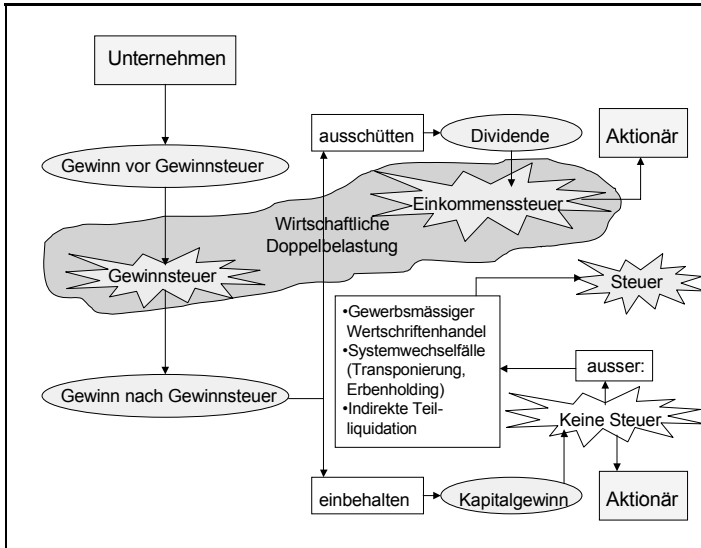 Unternehmen
Gewinn vor Gewinnsteuer
Gewinnsteuer
Gewinn nach Gewinnsteuer
Wirtschaftliche
Doppelbelastung
ausschütten
Dividende
Einkommenssteuer
Aktionär
•Gewerbsmässiger
Wertschriftenhandel
•Systemwechselfälle
(Transponierung,
Erbenholding)
•Indirekte Teil-
liquidation
Steuer
ausser:
Keine Steuer
einbehalten
Kapitalgewinn
Aktionär